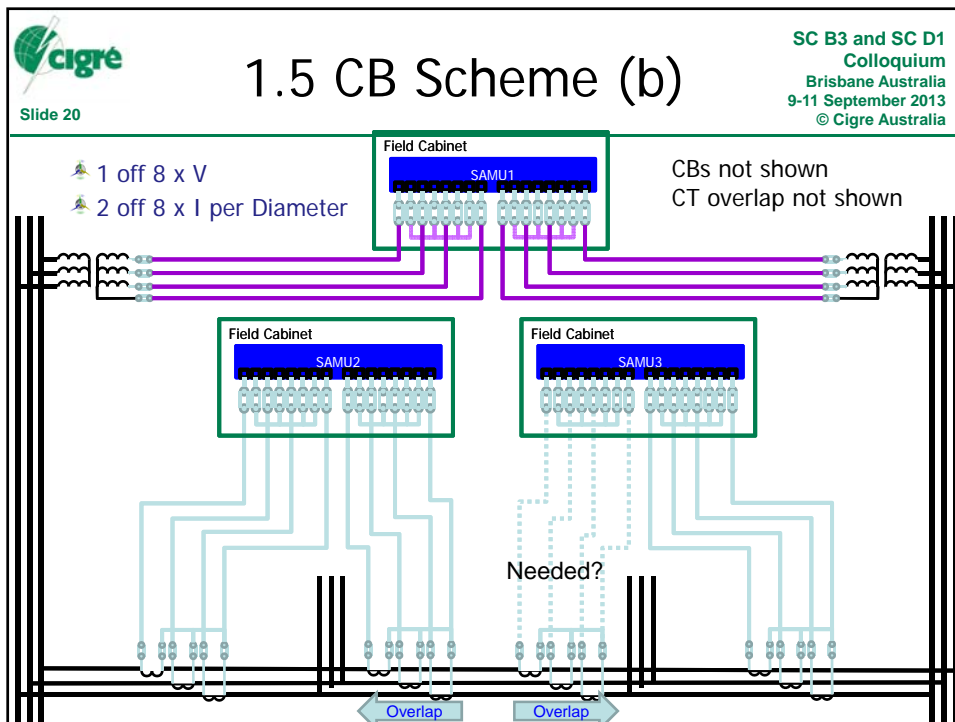 cigré
Slide 20
1.5 CB Scheme (b)
SC B3 and SC D1
Colloquium
Brisbane Australia
9-11 September 2013
© Cigre Australia
1 off 8 x V
2 off 8 x I per Diameter
Field Cabinet
SAMU1
CBs not shown
CT overlap not shown
Field Cabinet
SAMU2
Field Cabinet
SAMU3
Needed?
Overlap
Overlap